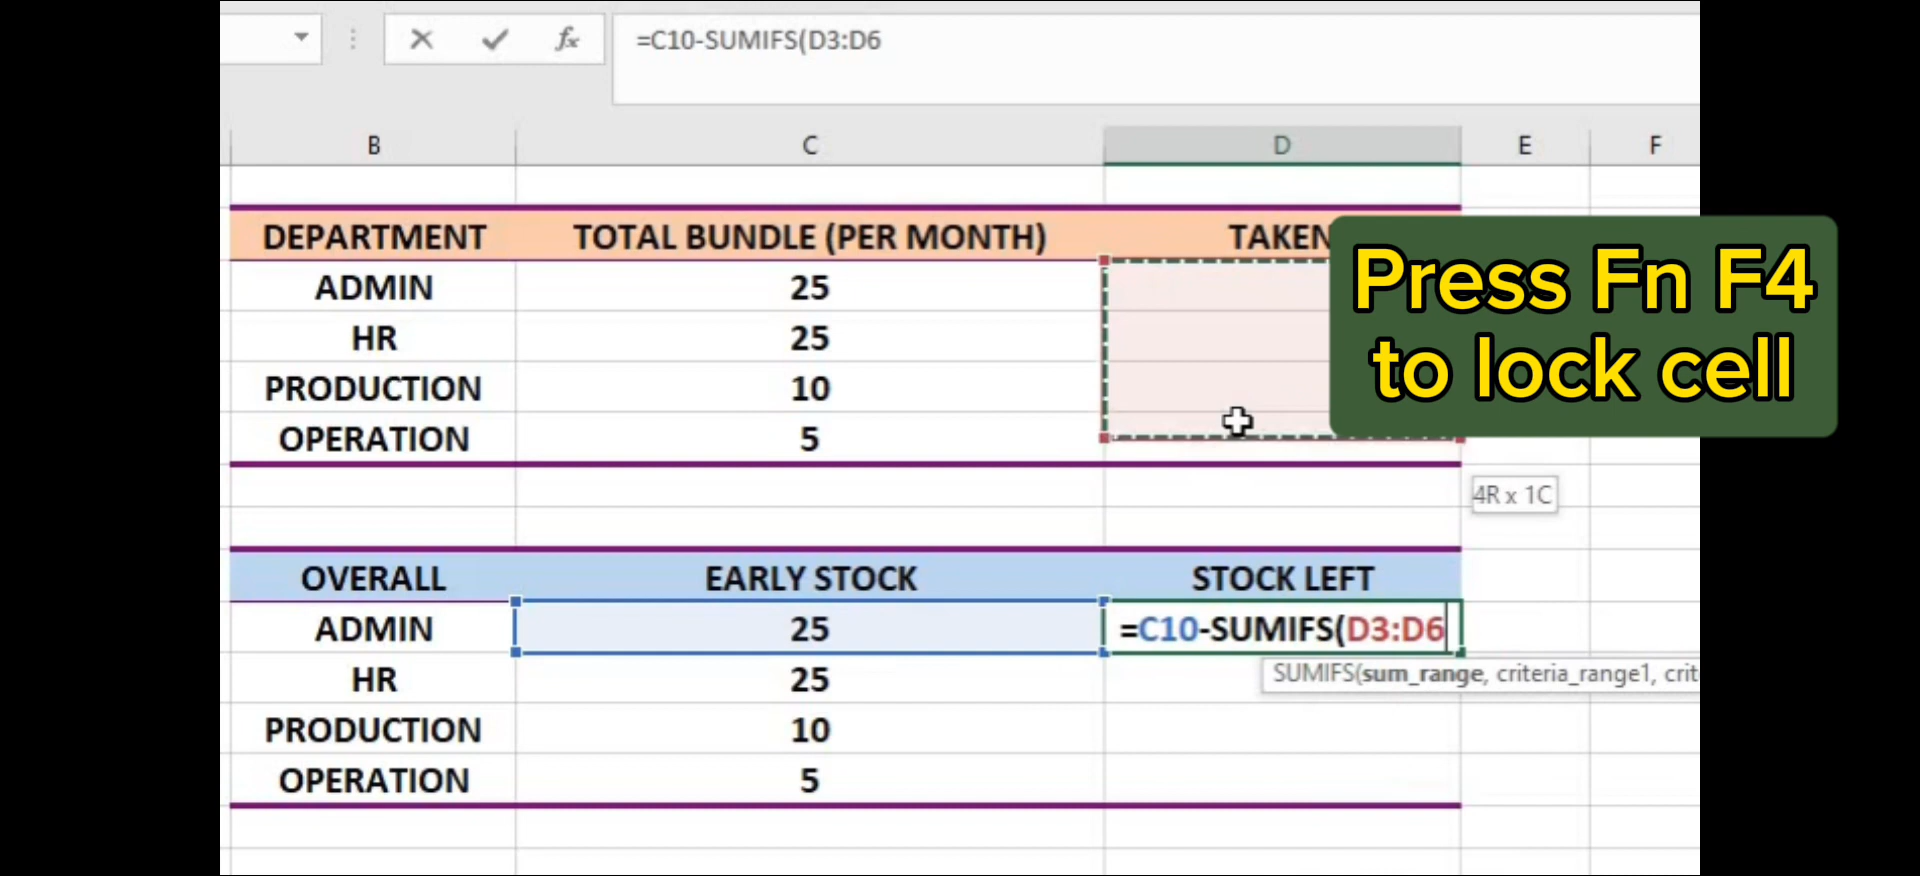 =C10-SUMIFS(D3:D6
B C D E F
DEPARTMENT TOTAL BUNDLE (PER MONTH) TAKEN
Press Fn F4
to lock cell
ADMIN 25
HR 25
PRODUCTION 10
OPERATION 5
4R x 1C
OVERALL EARLY STOCK STOCK LEFT
ADMIN 25 =C10-SUMIFS(D3:D6
SUMIFS(sum_range, criteria_range1, crit
HR 25
PRODUCTION 10
OPERATION 5